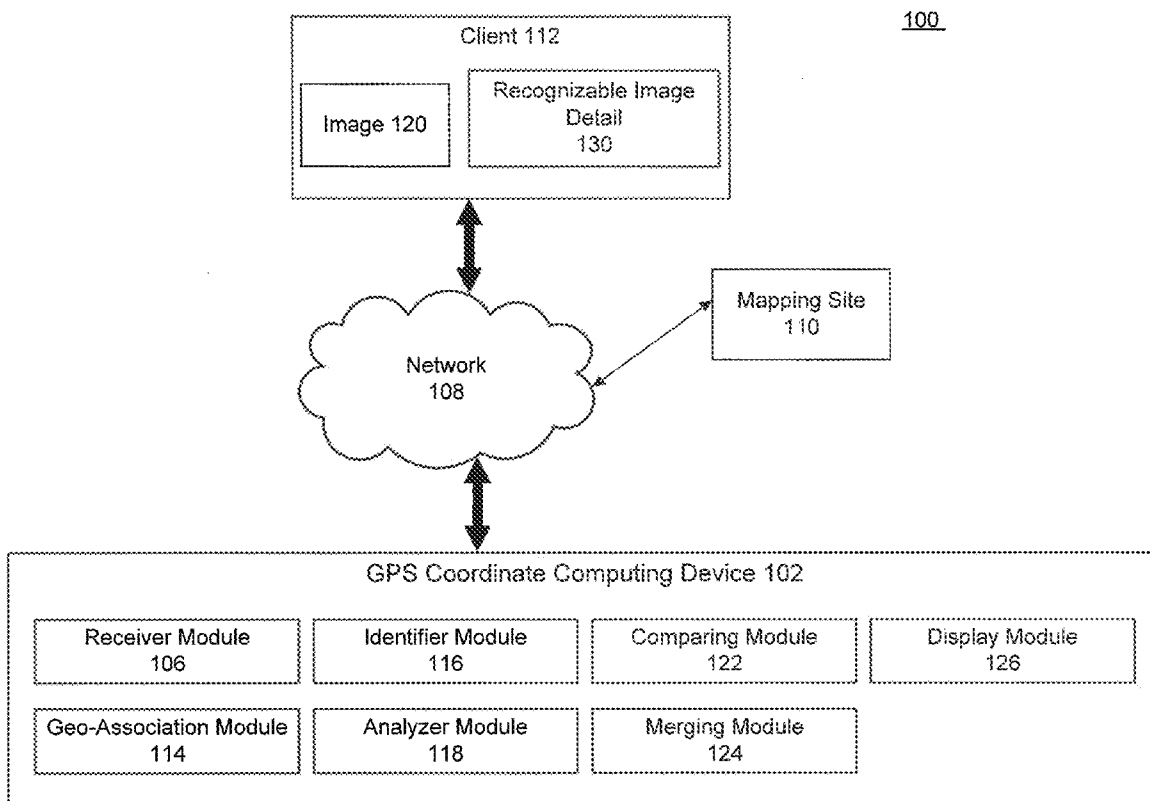 100
Client 112
Image 120
Recognizable Image
Detail
130
Mapping Site
110
Network
108
GPS Coordinate Computing Device 102
Receiver Module
106
Identifier Module
116
Comparing Module
122
Display Module
126
Geo-Association Module
114
Analyzer Module
118
Merging Module
124